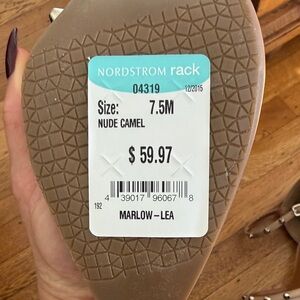 NORDSTROM rack
04319 12/2015
Size: 7.5M
NUDE CAMEL
$ 59.97
192 4 39017 96067 8
MARLOW-LEA